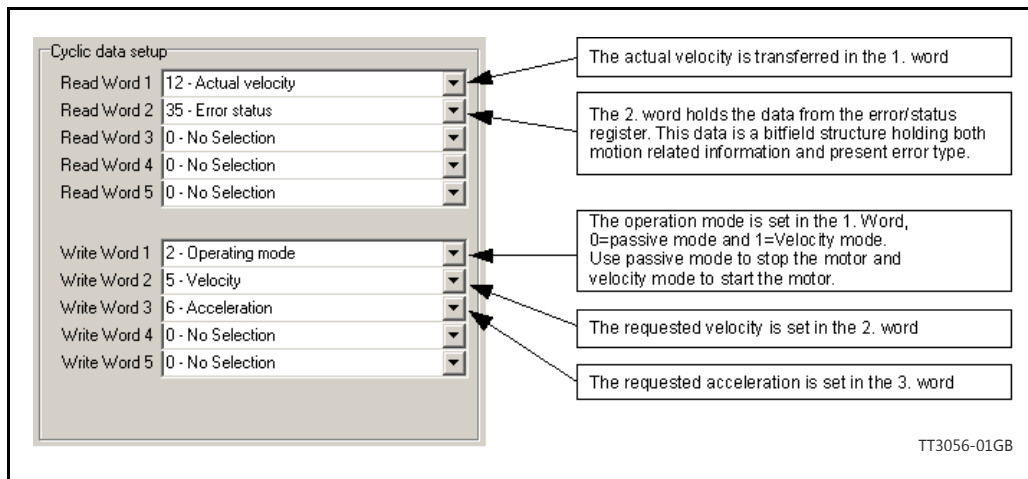 Cyclic data setup
Read Word 1 12 - Actual velocity
Read Word 2 35 - Error status
Read Word 3 0 - No Selection
Read Word 4 0 - No Selection
Read Word 5 0 - No Selection
Write Word 1 2 - Operating mode
Write Word 2 5 - Velocity
Write Word 3 6 - Acceleration
Write Word 4 0 - No Selection
Write Word 5 0 - No Selection
The actual velocity is transferred in the 1. word
The 2. word holds the data from the error/status
register. This data is a bitfield structure holding both
motion related information and present error type.
The operation mode is set in the 1. Word,
0=passive mode and 1=Velocity mode.
Use passive mode to stop the motor and
velocity mode to start the motor.
The requested velocity is set in the 2. word
The requested acceleration is set in the 3. word
TT3056-01GB